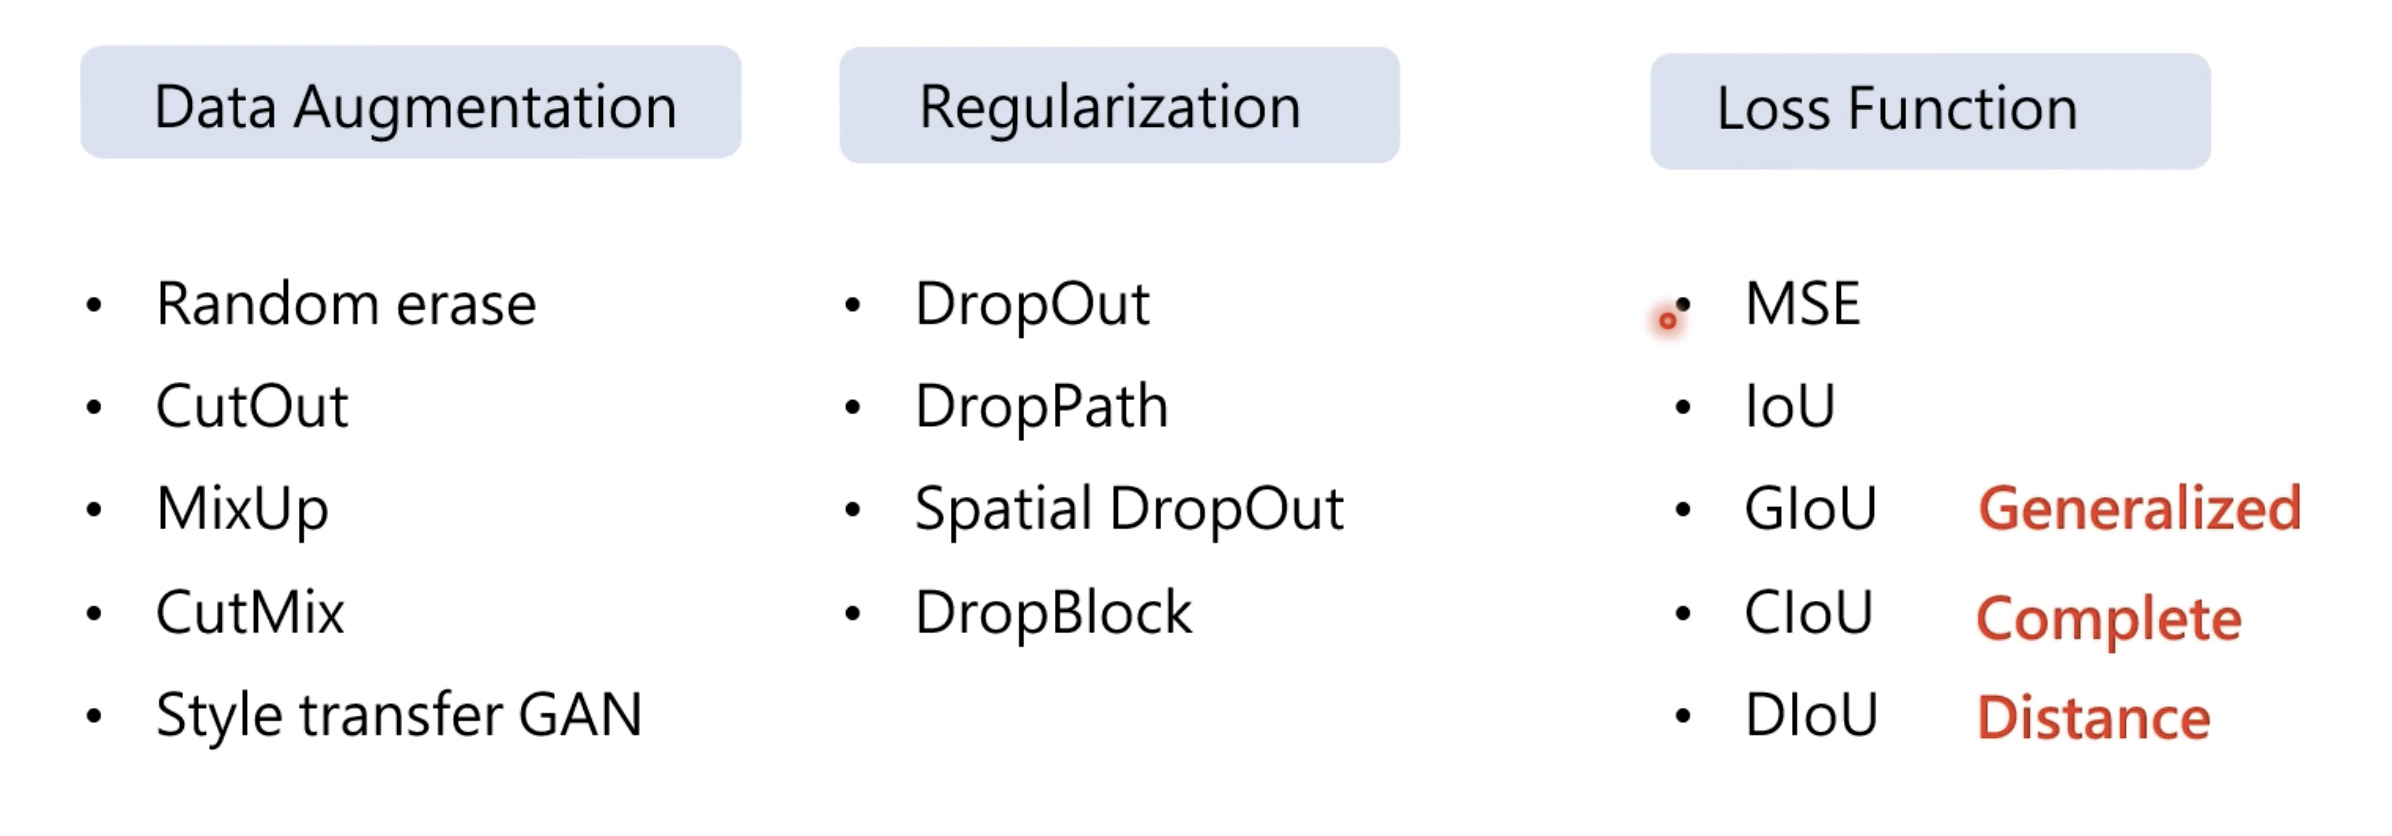 Data Augmentation
• Random erase
• CutOut
• MixUp
• CutMix
• Style transfer GAN
Regularization
• DropOut
• DropPath
• Spatial DropOut
• DropBlock
Loss Function
• MSE
• IoU
• GIoU Generalized
• CIoU Complete
• DIoU Distance